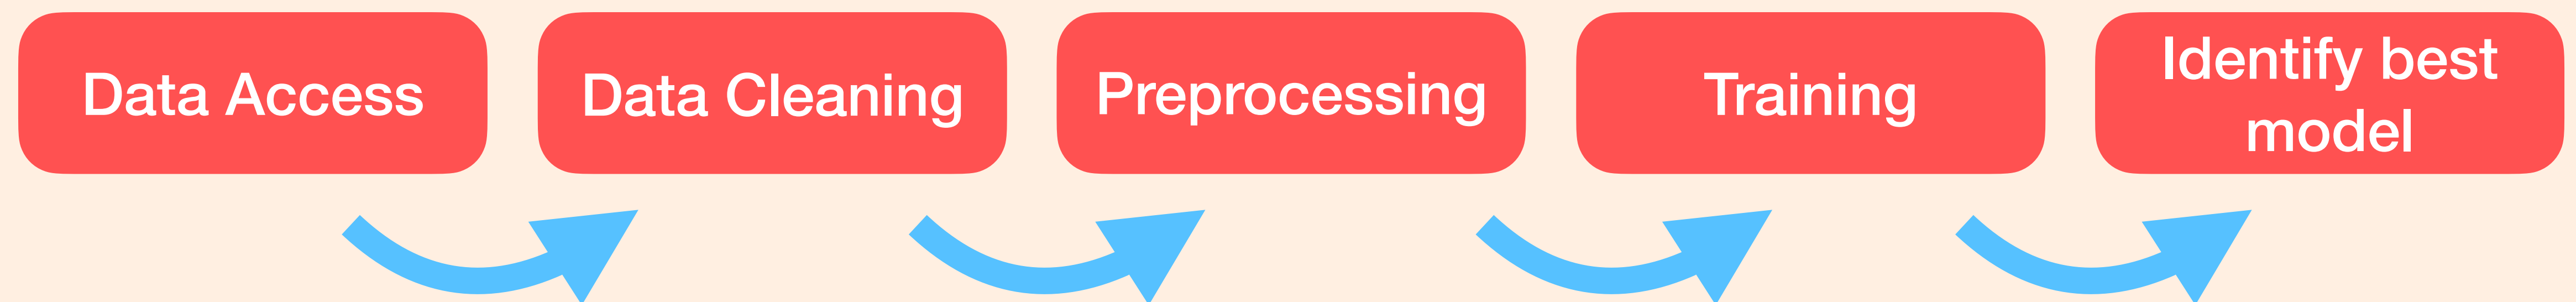 Data Access
Data Cleaning
Preprocessing
Training
Identify best
model